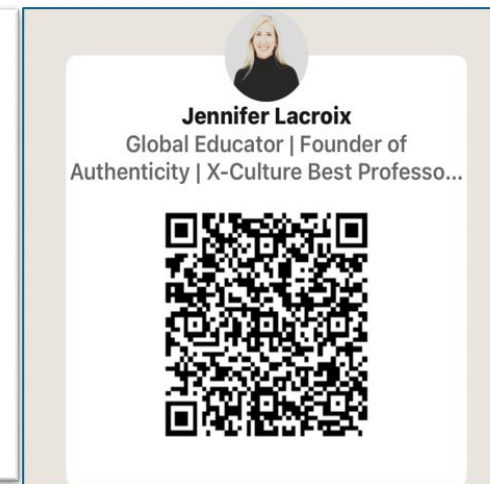 Jennifer Lacroix
Global Educator | Founder of
Authenticity | X-Culture Best Professo...